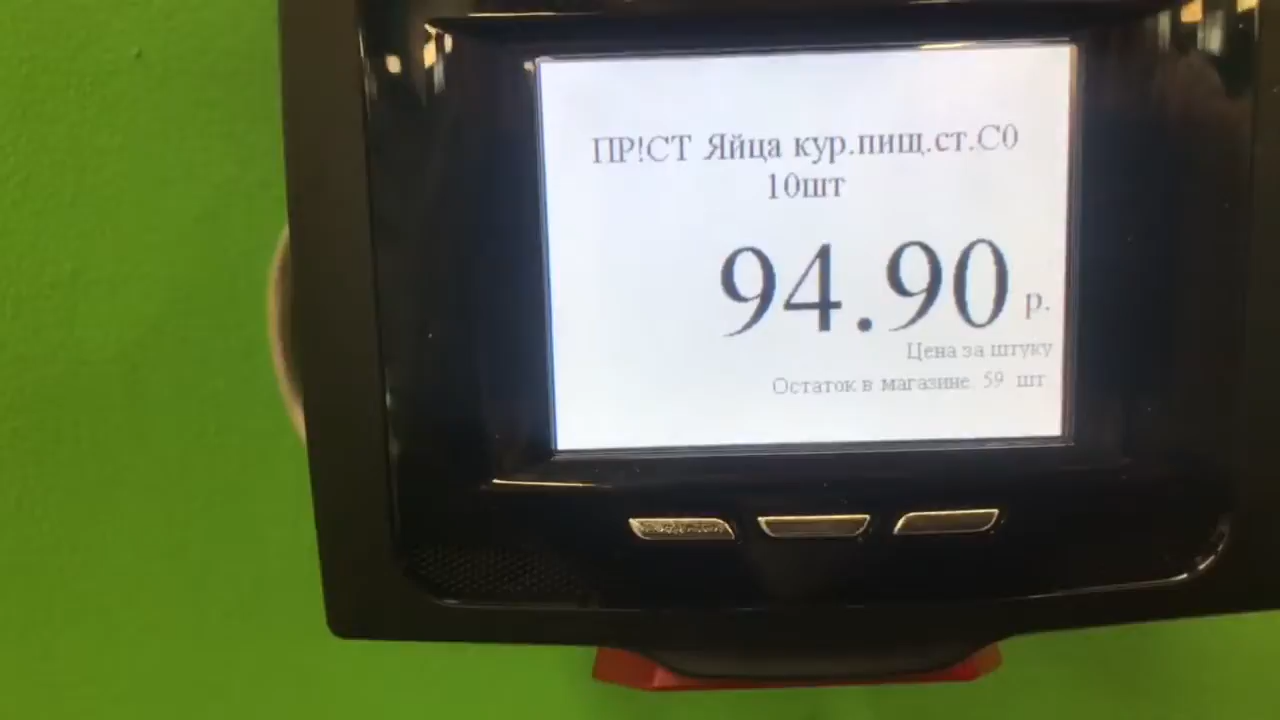 ПР!СТ Яйца кур.пищ.ст.С0
10шт
94.90 р.
Цена за штуку
Остаток в магазине: 59 шт